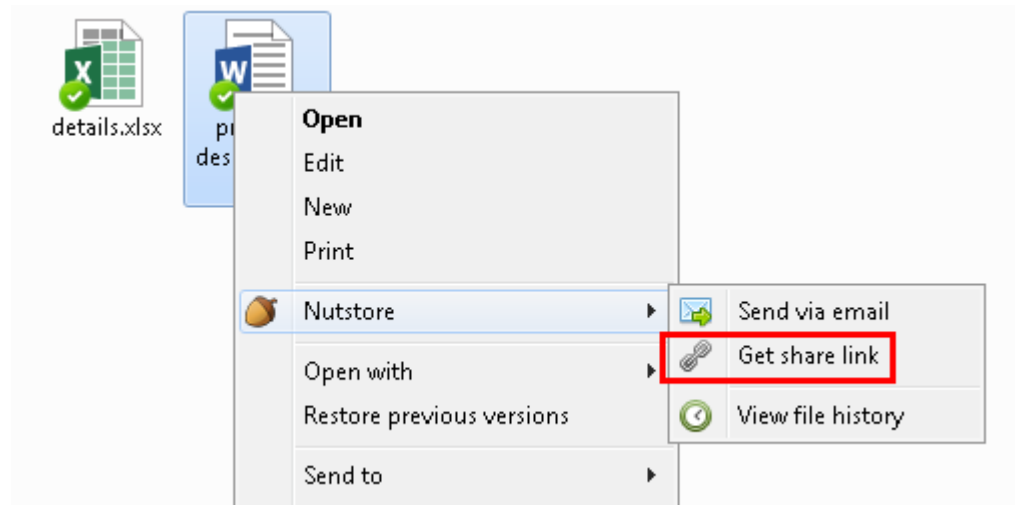 details.xlsx
des
Open
Edit
New
Print
Nutstore
Send via email
Get share link
Open with
View file history
Restore previous versions
Send to